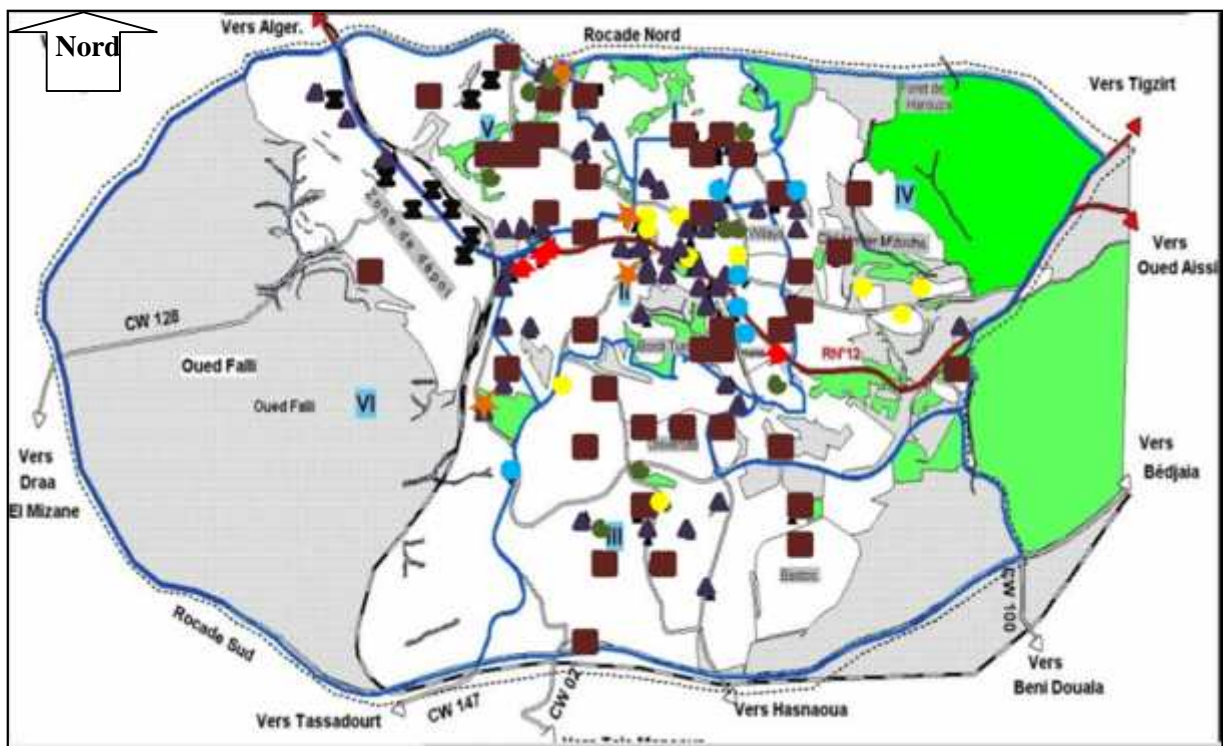 Nord
Vers Alger.
Rocade Nord
Vers Tigzirt
V
IV
Zone de dépot
Vers
Oued Aissi
II
CW 128
RN°12
Oued Falli
Oued Falli
VI
Vers
Draa
El Mizane
Vers
Bédjaia
III
Bastos
CW 100
Rocade Sud
Vers
Beni Douala
Vers Tassadourt
CW 147
CW 02
Vers Hasnaoua